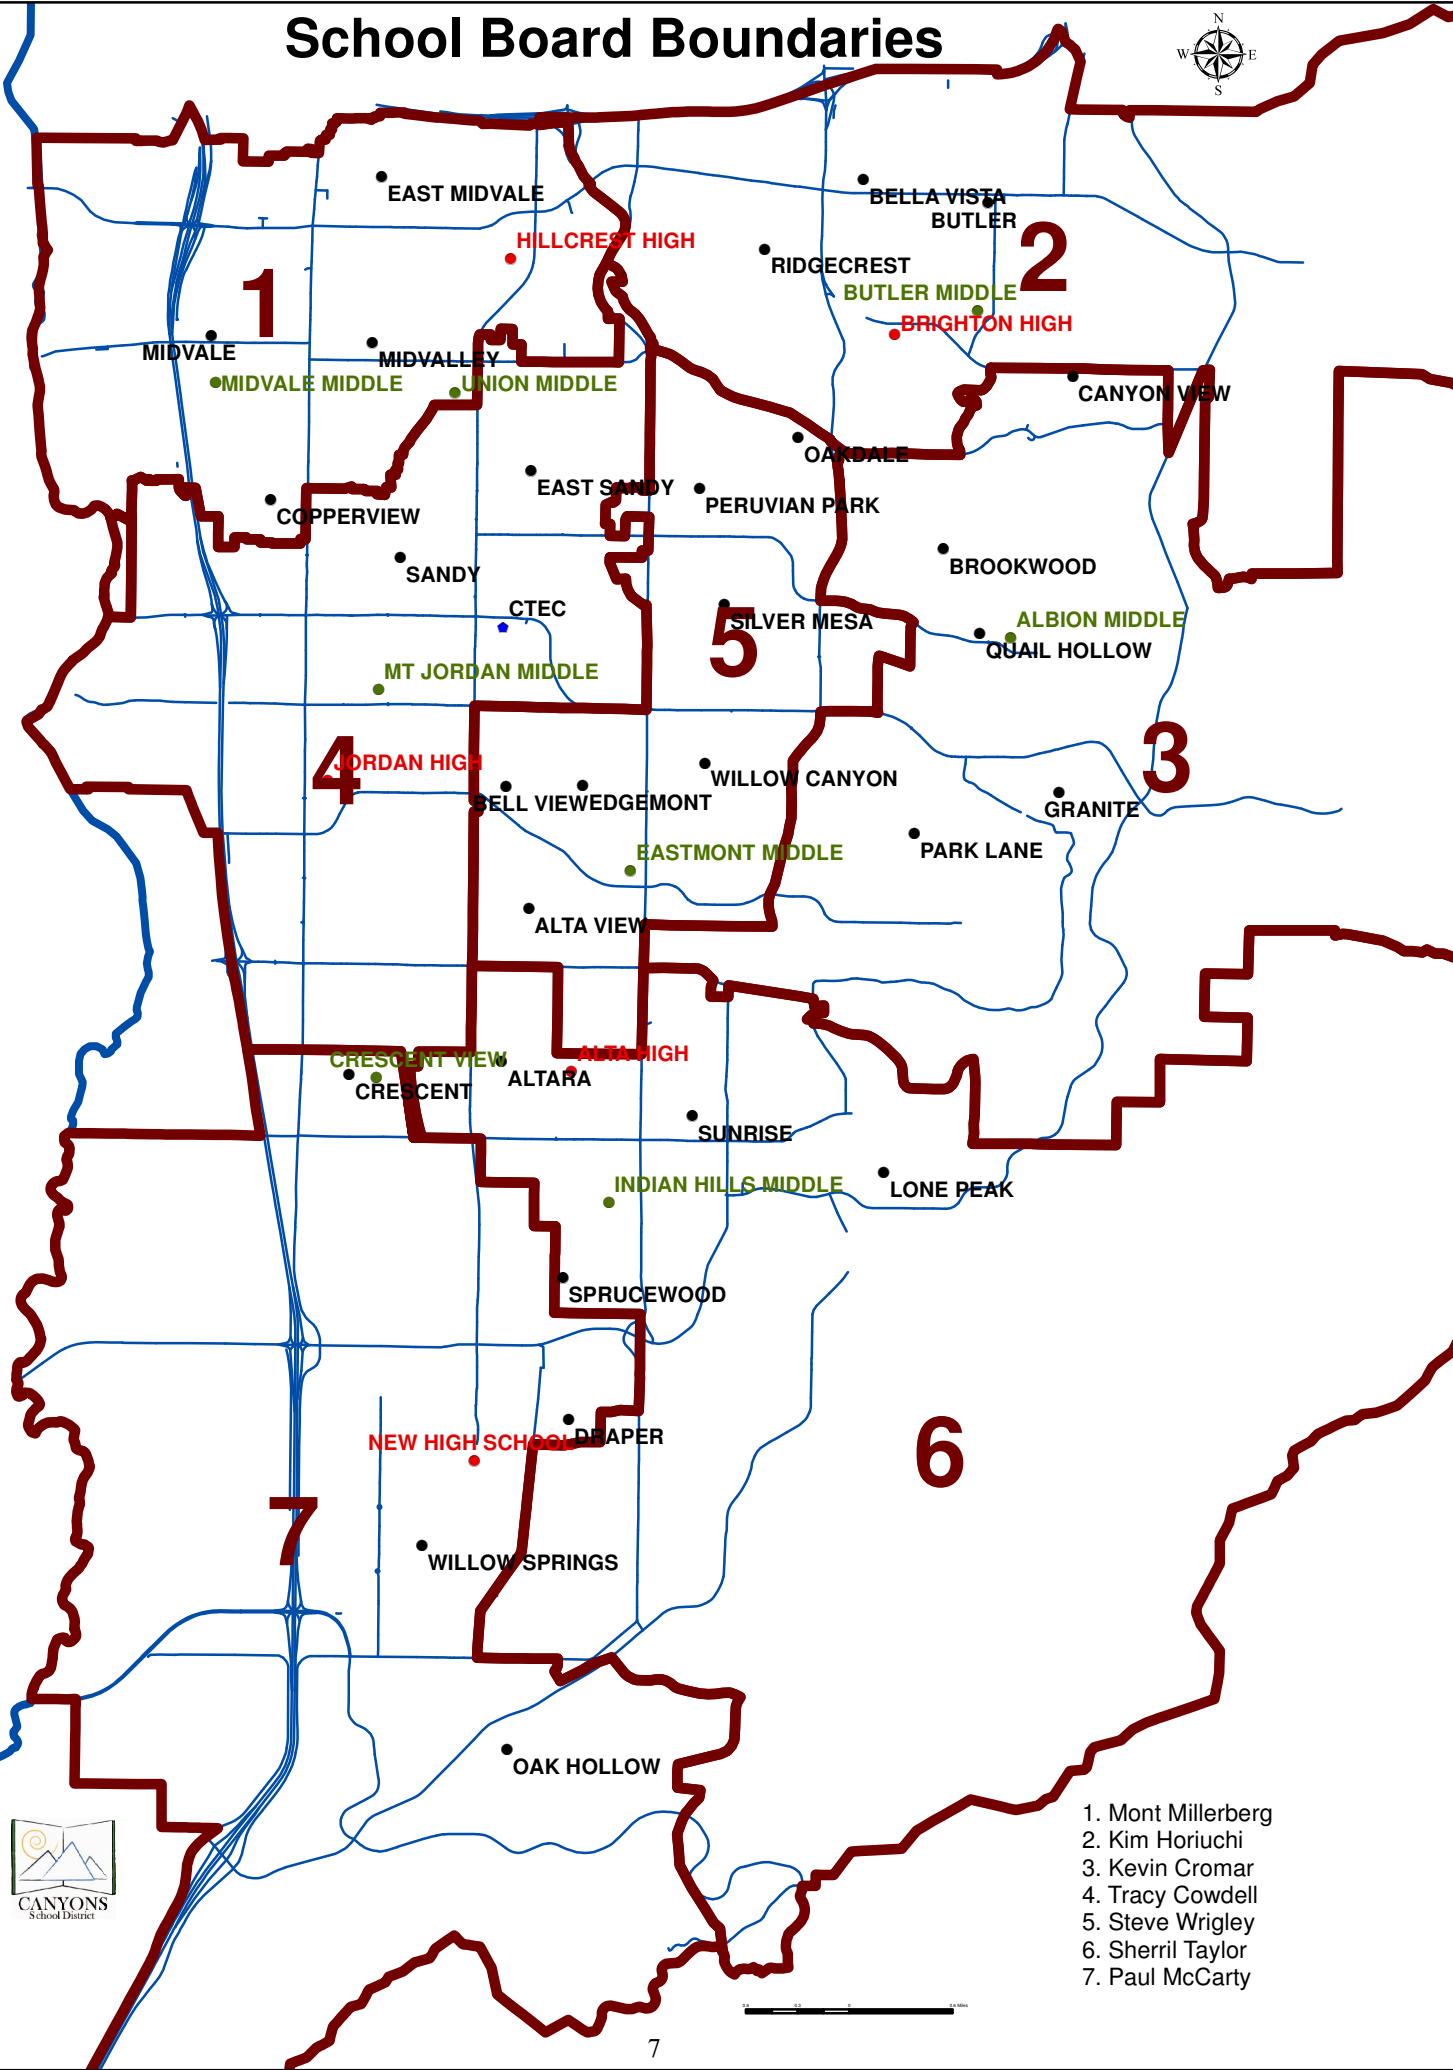 School Board Boundaries
N
W E
S
EAST MIDVALE
BELLA VISTA
BUTLER
HILLCREST HIGH
2
RIDGECREST
BUTLER MIDDLE
1
BRIGHTON HIGH
MIDVALE
MIDVALLEY
MIDVALE MIDDLE
UNION MIDDLE
CANYON VIEW
OAKDALE
EAST SANDY
PERUVIAN PARK
COPPERVIEW
BROOKWOOD
SANDY
CTEC
SILVER MESA
ALBION MIDDLE
5
QUAIL HOLLOW
MT JORDAN MIDDLE
3
4
JORDAN HIGH
WILLOW CANYON
BELL VIEW
EDGEMONT
GRANITE
PARK LANE
EASTMONT MIDDLE
ALTA VIEW
CRESCENT VIEW
ALTA HIGH
ALTARA
CRESCENT
SUNRISE
INDIAN HILLS MIDDLE
LONE PEAK
SPRUCEWOOD
NEW HIGH SCHOOL
DRAPER
6
7
WILLOW SPRINGS
OAK HOLLOW
1. Mont Millerberg
2. Kim Horiuchi
3. Kevin Cromar
4. Tracy Cowdell
5. Steve Wrigley
6. Sherril Taylor
7. Paul McCarty
CANYONS
School District
7